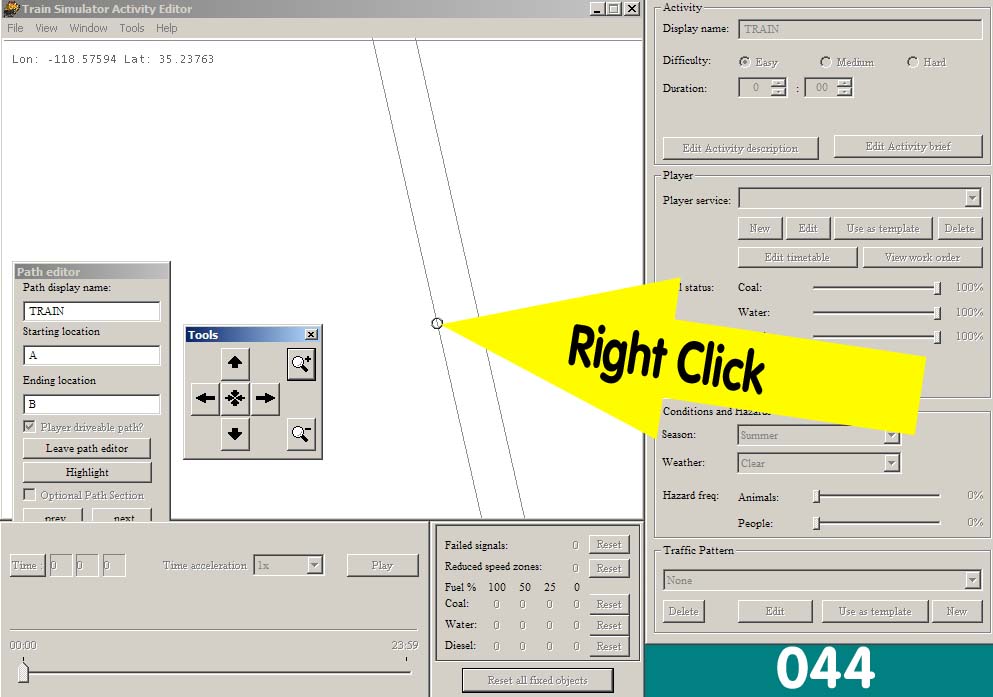 Train Simulator Activity Editor
File View Window Tools Help
Lon: -118.57594 Lat: 35.23763
Path editor
Path display name:
TRAIN
Starting location
A
Ending location
B
Player driveable path?
Leave path editor
Highlight
Optional Path Section
prev next
Tools
Right Click
Activity
Display name: TRAIN
Difficulty: Easy Medium Hard
Duration: 0 : 00
Edit Activity description Edit Activity brief
Player
Player service:
New Edit Use as template Delete
Edit timetable View work order
l status: Coal: 100%
Water: 100%
100%
Conditions and Hazards
Season: Summer
Weather: Clear
Hazard freq: Animals: 0%
People: 0%
Traffic Pattern
None
Delete Edit Use as template New
Time : 0 0 0 Time acceleration 1x Play
00:00 23:59
Failed signals: 0 Reset
Reduced speed zones: 0 Reset
Fuel % 100 50 25 0
Coal: 0 0 0 0 Reset
Water: 0 0 0 0 Reset
Diesel: 0 0 0 0 Reset
Reset all fixed objects
044